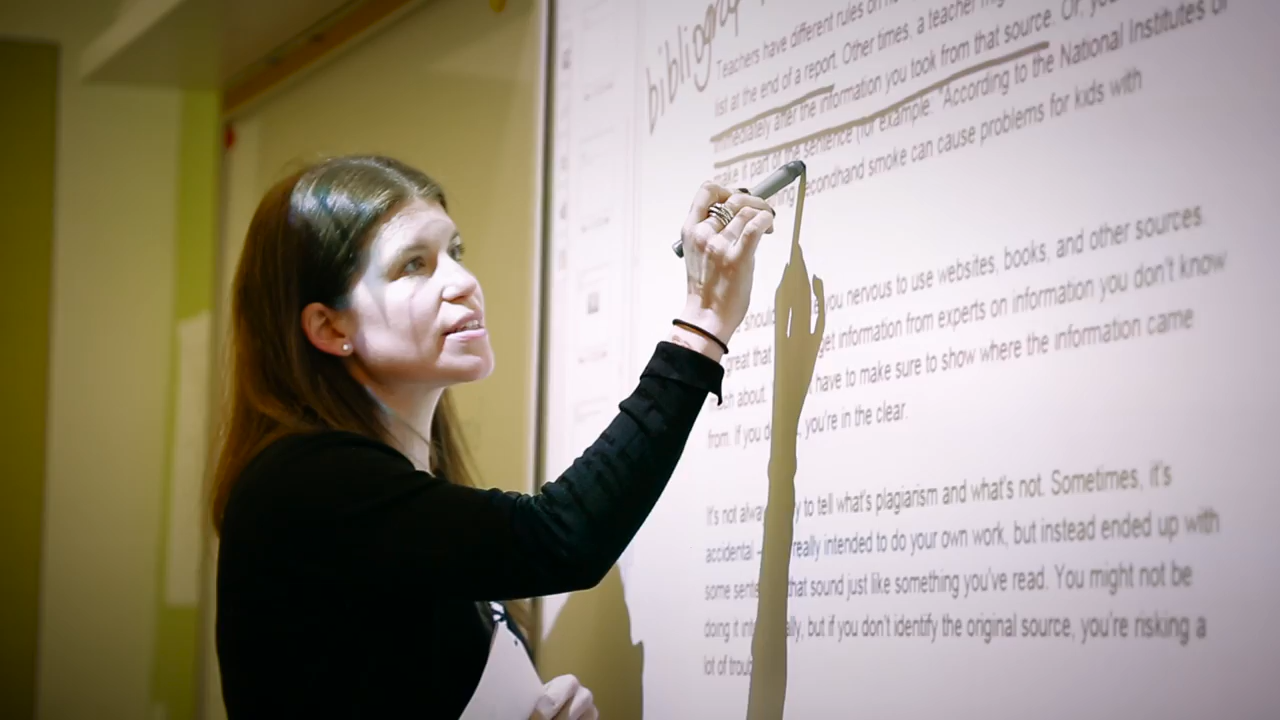 bibliograp
Teachers have different rules on
list at the end of a report. Other times, a teacher
immediately after the information you took from that source. Or, you
make it part of the sentence (for example: "According to the National Institutes of
econdhand smoke can cause problems for kids with
shoul you nervous to use websites, books, and other sources.
great that get information from experts on information you don't know
much about. have to make sure to show where the information came
from. If you d , you're in the clear.
It's not alwa y to tell what's plagiarism and what's not. Sometimes, it's
accidental – really intended to do your own work, but instead ended up with
some sente that sound just like something you've read. You might not be
doing it inte ally, but if you don't identify the original source, you're risking a
lot of troub